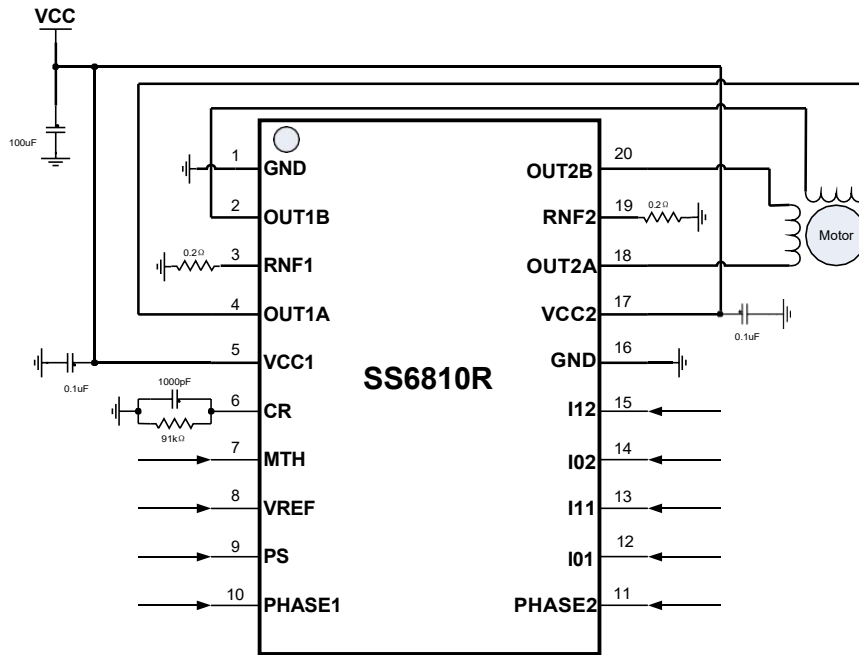 VCC
100uF
1
GND
2
OUT1B
0.2Ω
3
RNF1
4
OUT1A
5
VCC1
0.1uF
1000pF
91kΩ
6
CR
7
MTH
8
VREF
9
PS
10
PHASE1
SS6810R
20
OUT2B
19
RNF2
0.2Ω
18
OUT2A
17
VCC2
0.1uF
16
GND
15
I12
14
I02
13
I11
12
I01
11
PHASE2
Motor